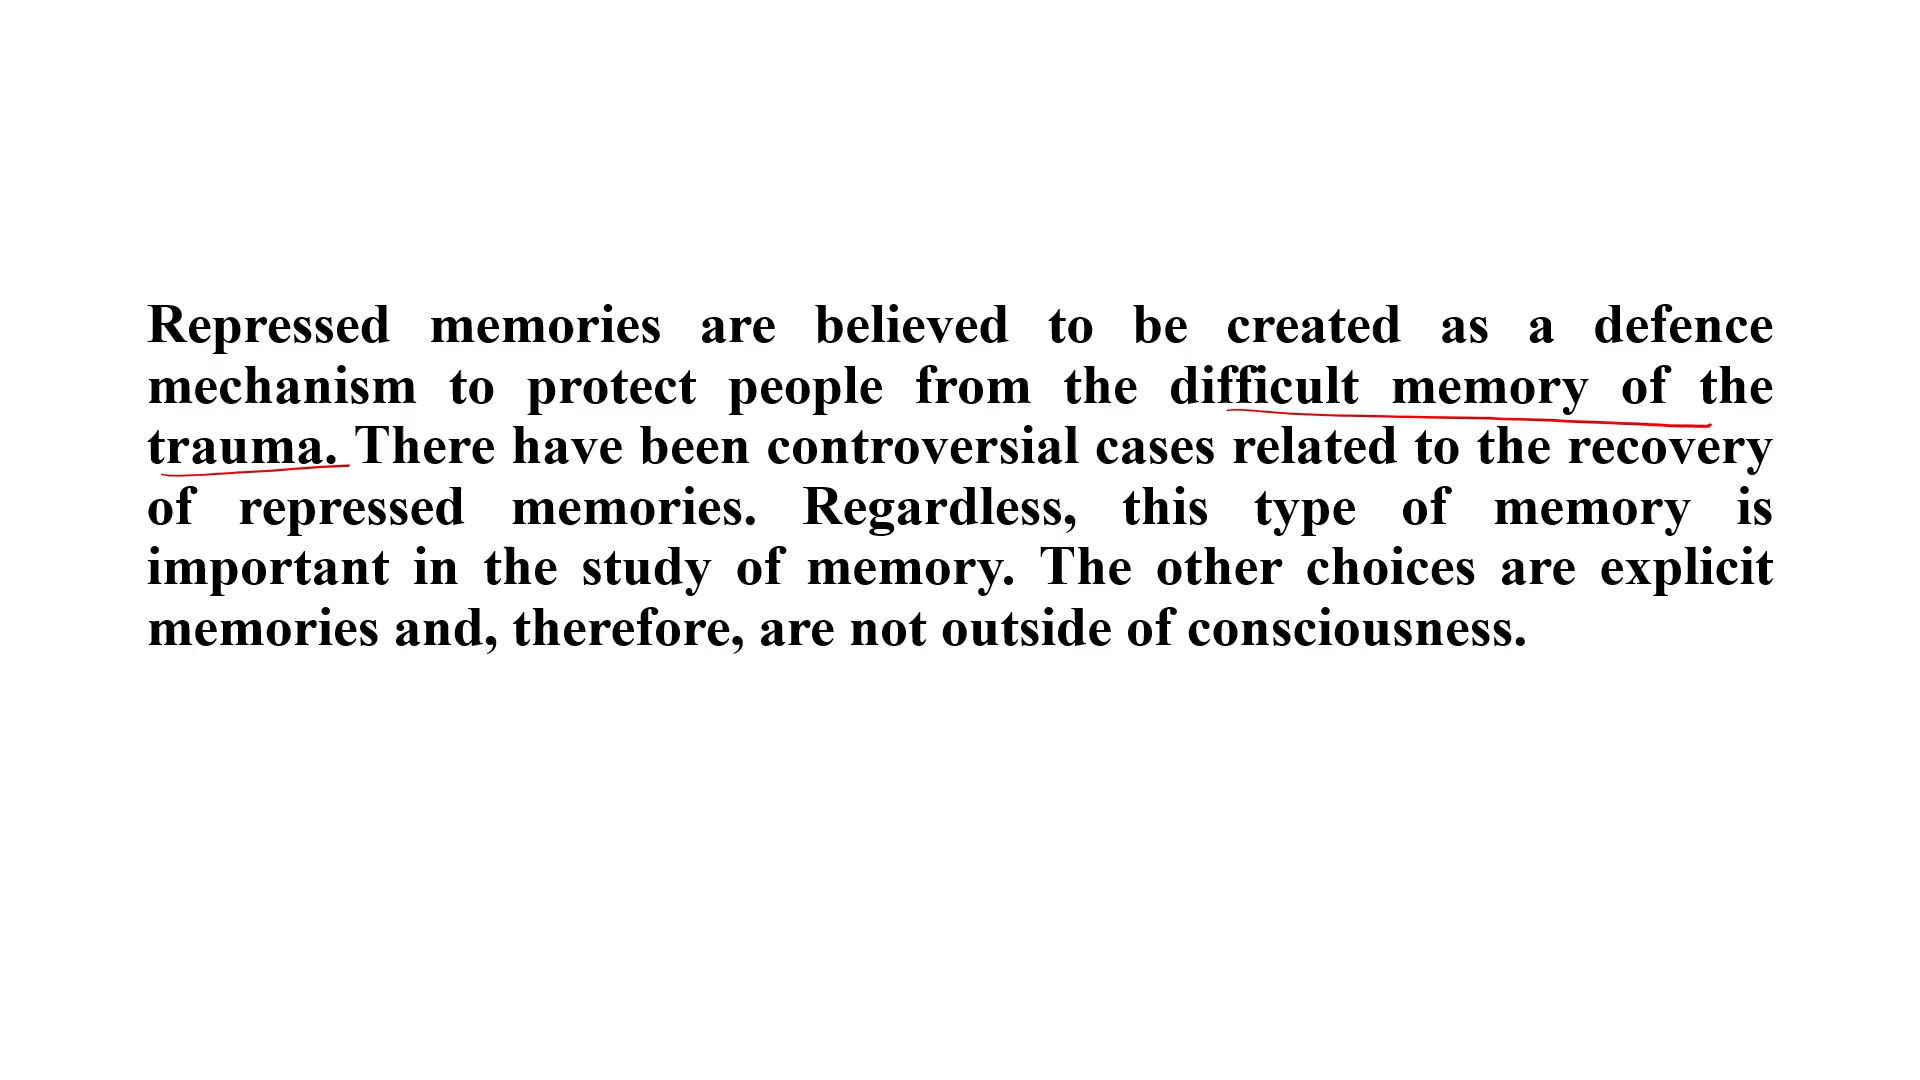 Repressed memories are believed to be created as a defence
mechanism to protect people from the difficult memory of the
trauma. There have been controversial cases related to the recovery
of repressed memories. Regardless, this type of memory is
important in the study of memory. The other choices are explicit
memories and, therefore, are not outside of consciousness.